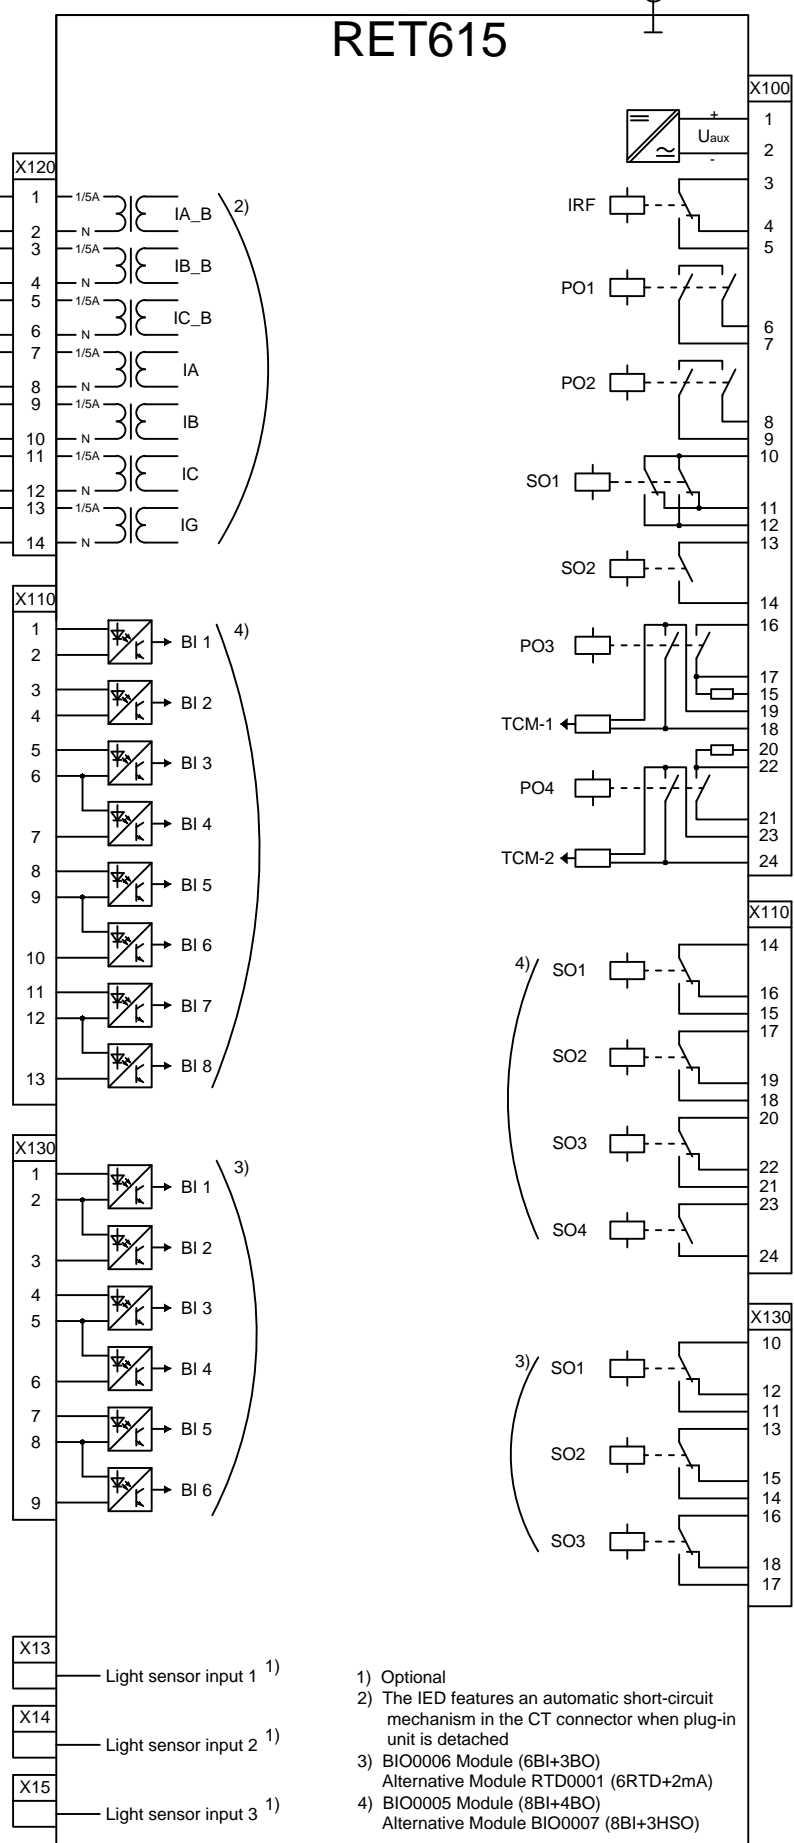 RET615
X100
1
+
Uaux
2
-
3
IRF
4
5
PO1
6
7
PO2
8
9
10
SO1
11
12
13
SO2
14
16
PO3
17
15
19
TCM-1
18
20
22
PO4
21
23
TCM-2
24
X120
1 1/5A
IA_B 2)
2 N
3 1/5A
IB_B
4 N
5 1/5A
IC_B
6 N
7 1/5A
IA
8 N
9 1/5A
IB
10 N
11 1/5A
IC
12 N
13 1/5A
IG
14 N
X110
1
BI 1 4)
2
3
BI 2
4
5
BI 3
6
BI 4
7
8
BI 5
9
BI 6
10
11
BI 7
12
BI 8
13
X110
14
4) SO1
16
15
17
SO2
19
18
20
SO3
22
21
23
SO4
24
X130
1
BI 1 3)
2
BI 2
3
4
BI 3
5
BI 4
6
7
BI 5
8
BI 6
9
X130
10
3) SO1
12
11
13
SO2
15
14
16
SO3
18
17
X13
Light sensor input 1 1)
X14
Light sensor input 2 1)
X15
Light sensor input 3 1)
1) Optional
2) The IED features an automatic short-circuit
mechanism in the CT connector when plug-in
unit is detached
3) BIO0006 Module (6BI+3BO)
Alternative Module RTD0001 (6RTD+2mA)
4) BIO0005 Module (8BI+4BO)
Alternative Module BIO0007 (8BI+3HSO)